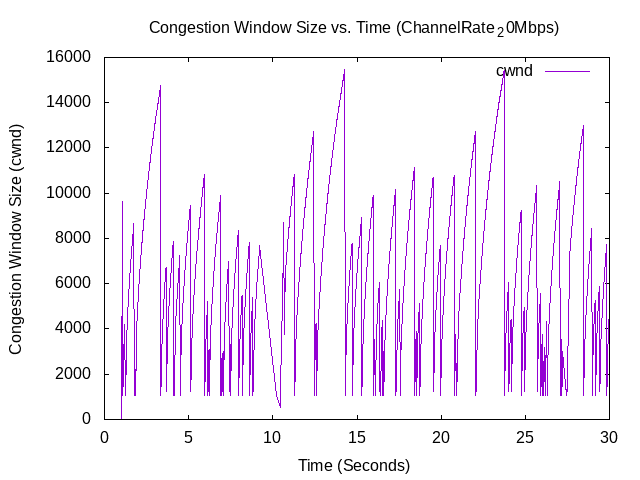 Congestion Window Size vs. Time (ChannelRate₂0Mbps)
cwnd
16000
14000
12000
10000
8000
6000
4000
2000
0
Congestion Window Size (cwnd)
0 5 10 15 20 25 30
Time (Seconds)